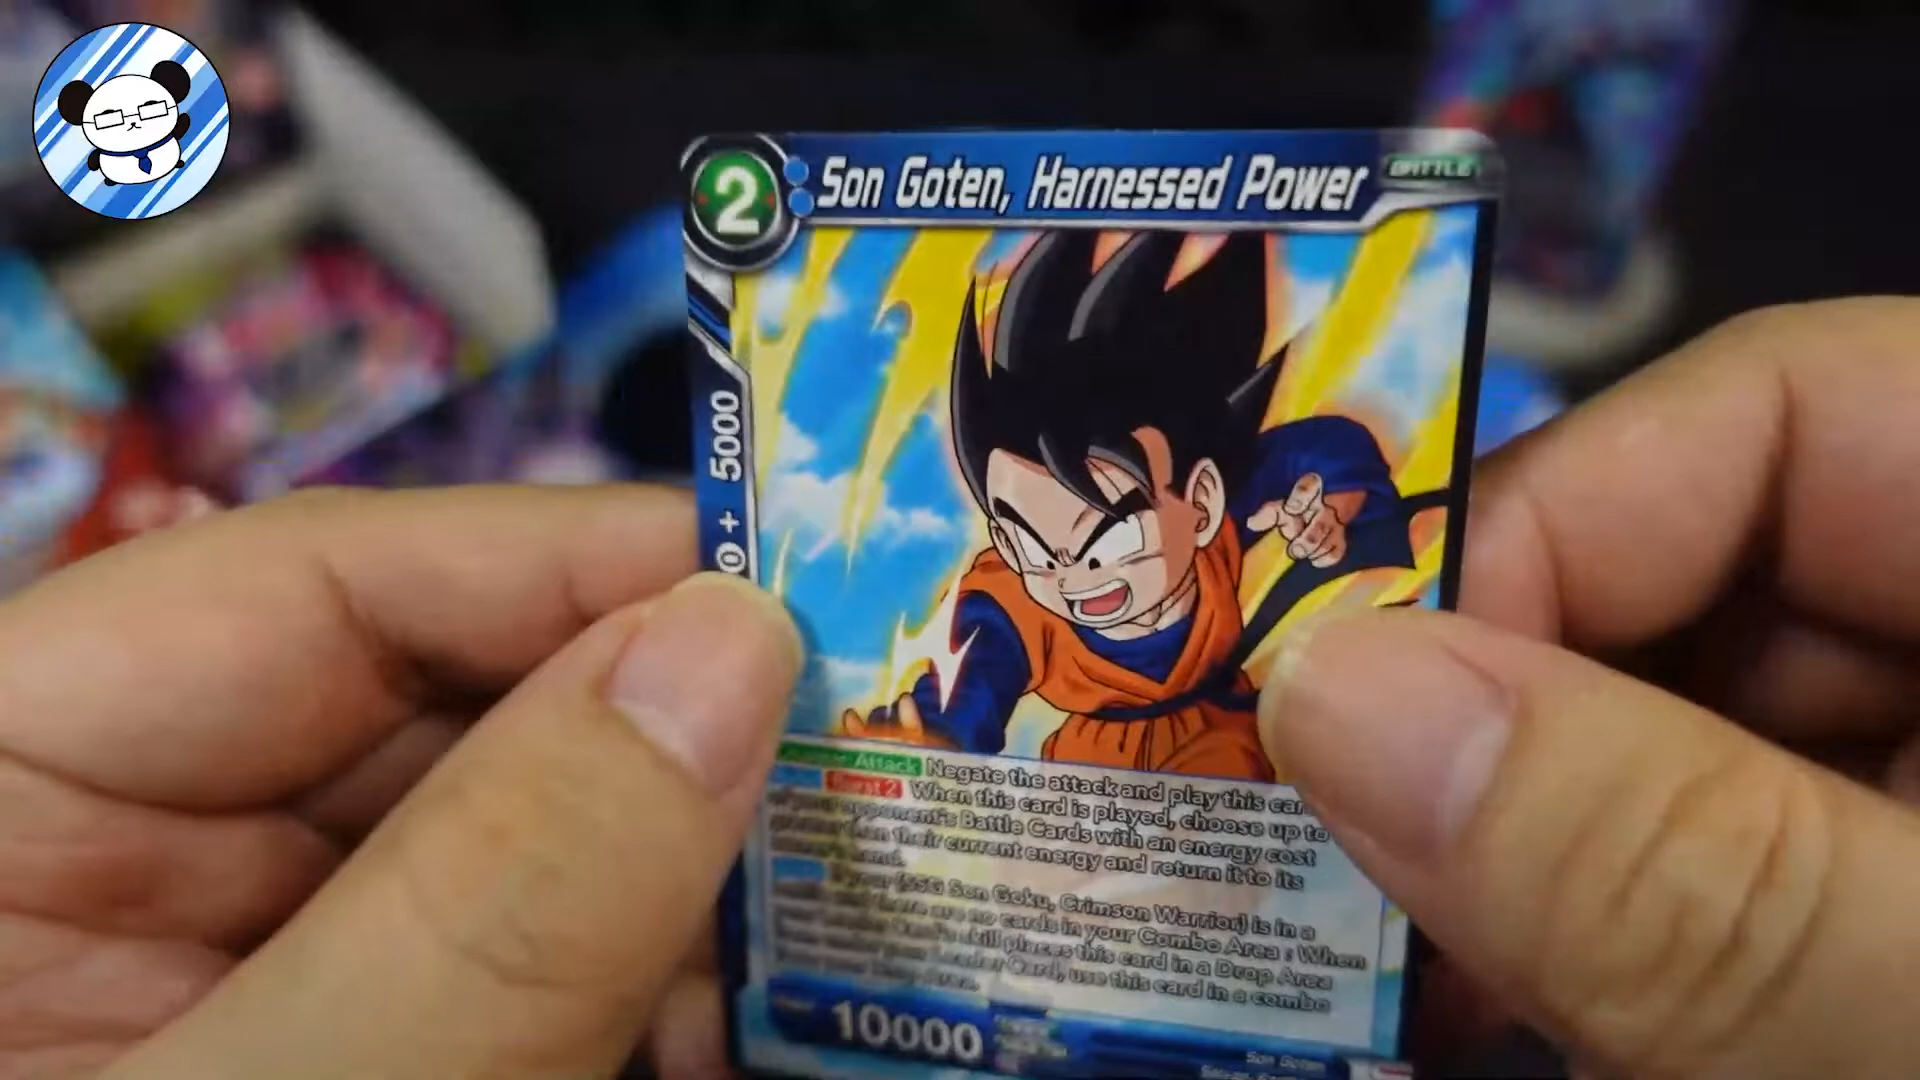 2
Son Goten, Harnessed Power
BATTLE
0 + 5000
Attack Negate the attack and play this
Burst 2 When this card is played, choose up to
opponent's Battle Cards with an energy cost
than their current energy and return it to its
hand.
your {SSG Son Goku, Crimson Warrior} is in a
and there are no cards in your Combo Area : When
skill places this card in a Drop Area
Leader Card, use this card in a combo
10000
Son Goten